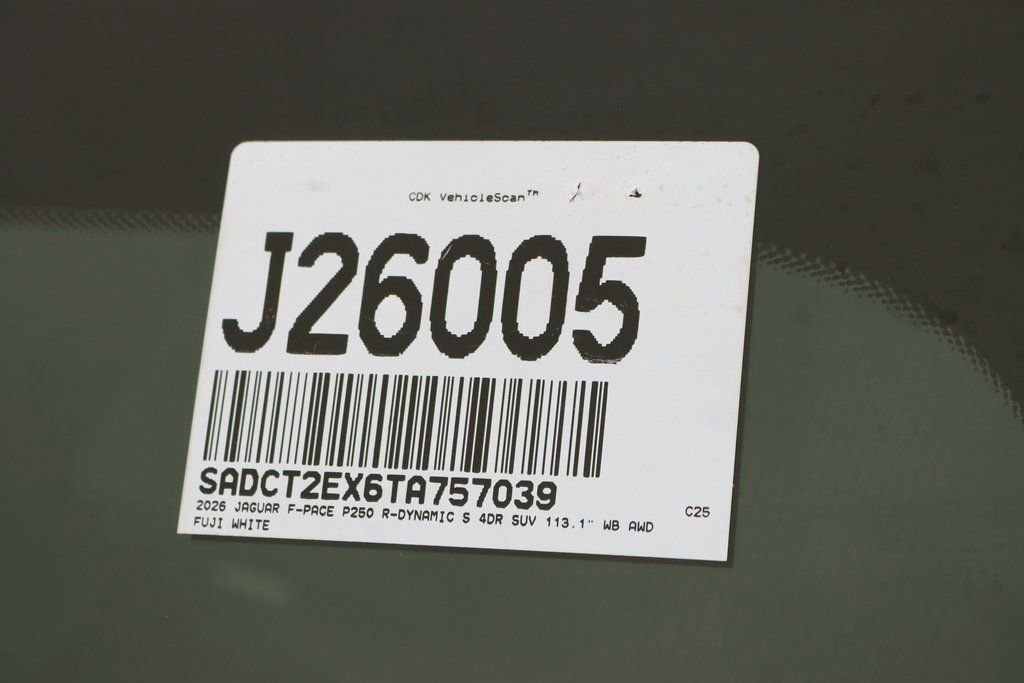 CDK VehicleScan™
J26005
SADCT2EX6TA757039
2026 JAGUAR F-PACE P250 R-DYNAMIC S 4DR SUV 113.1" WB AWD
FUJI WHITE
C25